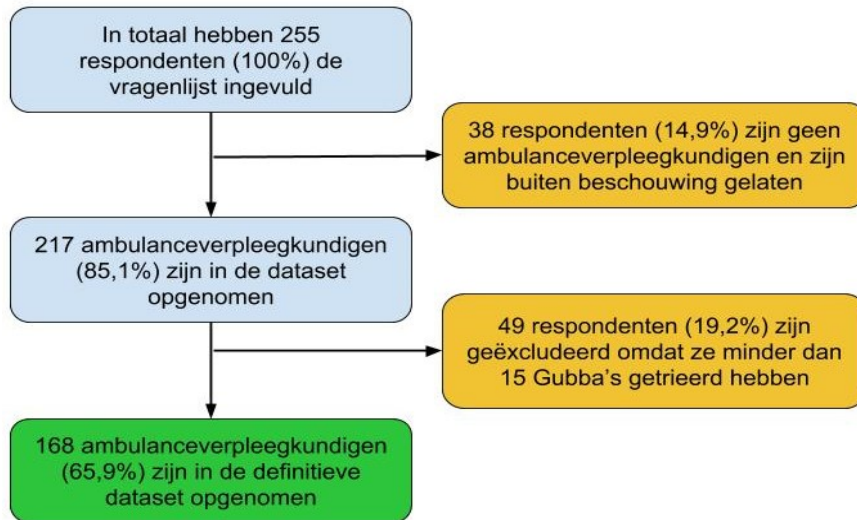 In totaal hebben 255
respondenten (100%) de
vragenlijst ingevuld
38 respondenten (14,9%) zijn geen
ambulanceverpleegkundigen en zijn
buiten beschouwing gelaten
217 ambulanceverpleegkundigen
(85,1%) zijn in de dataset
opgenomen
49 respondenten (19,2%) zijn
geëxcludeerd omdat ze minder dan
15 Gubba's getrieerd hebben
168 ambulanceverpleegkundigen
(65,9%) zijn in de definitieve
dataset opgenomen